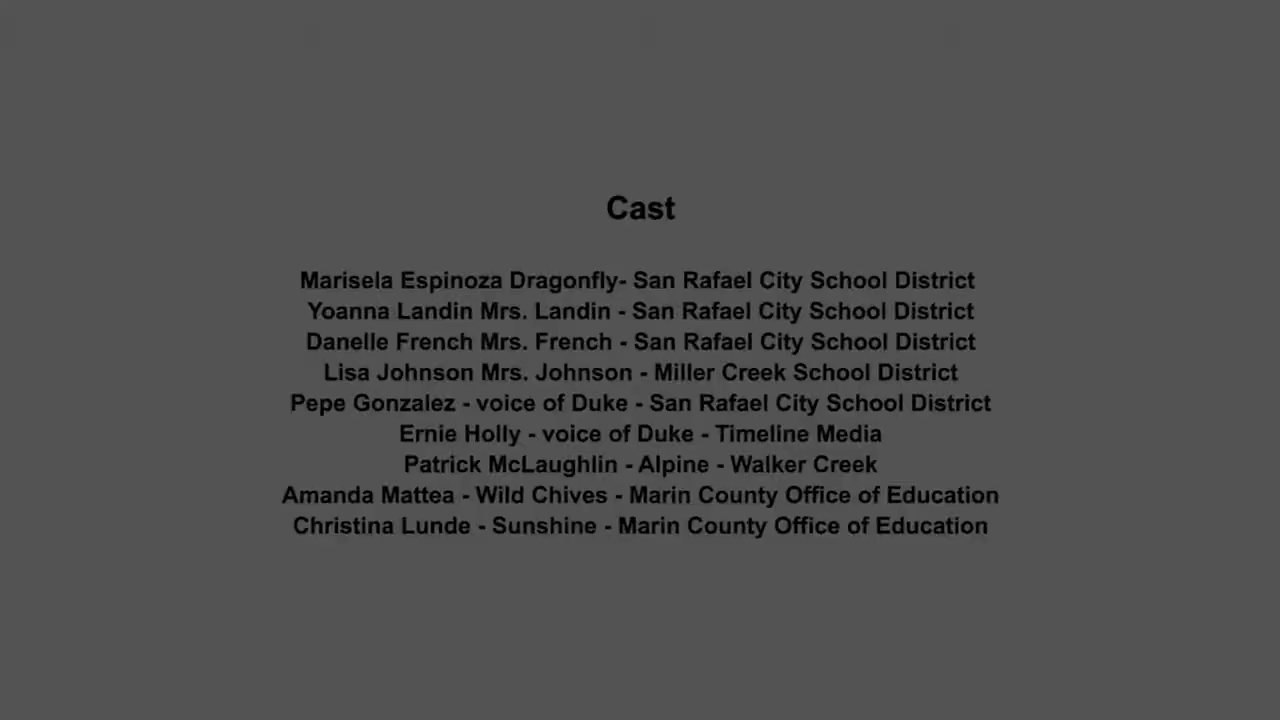 Cast
Marisela Espinoza Dragonfly- San Rafael City School District
Yoanna Landin Mrs. Landin - San Rafael City School District
Danelle French Mrs. French - San Rafael City School District
Lisa Johnson Mrs. Johnson - Miller Creek School District
Pepe Gonzalez - voice of Duke - San Rafael City School District
Ernie Holly - voice of Duke - Timeline Media
Patrick McLaughlin - Alpine - Walker Creek
Amanda Mattea - Wild Chives - Marin County Office of Education
Christina Lunde - Sunshine - Marin County Office of Education